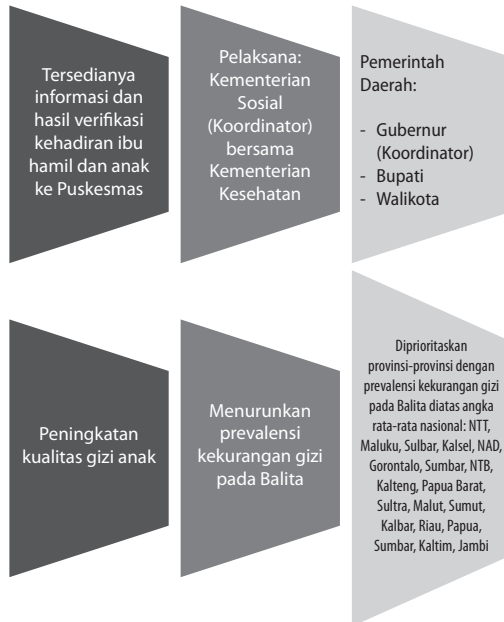 Tersedianya
informasi dan
hasil verifikasi
kehadiran ibu
hamil dan anak
ke Puskesmas
Pelaksana:
Kementerian
Sosial
(Koordinator)
bersama
Kementerian
Kesehatan
Pemerintah
Daerah:
- Gubernur
(Koordinator)
- Bupati
- Walikota
Peningkatan
kualitas gizi anak
Menurunkan
prevalensi
kekurangan gizi
pada Balita
Diprioritaskan
provinsi-provinsi dengan
prevalensi kekurangan gizi
pada Balita diatas angka
rata-rata nasional: NTT,
Maluku, Sulbar, Kalsel, NAD,
Gorontalo, Sumbar, NTB,
Kalteng, Papua Barat,
Sultra, Malut, Sumut,
Kalbar, Riau, Papua,
Sumbar, Kaltim, Jambi